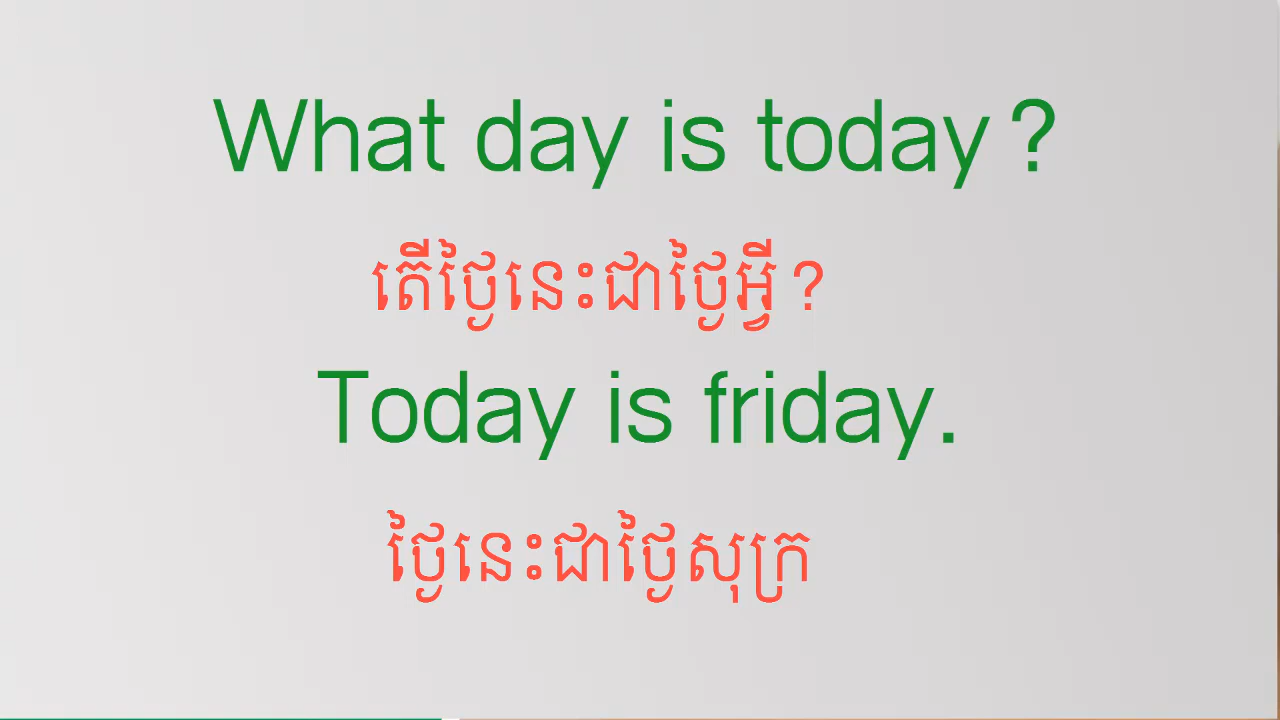 What day is today ?
តើថ្ងៃនេះជាថ្ងៃអ្វី ?
Today is friday.
ថ្ងៃនេះជាថ្ងៃសុក្រ